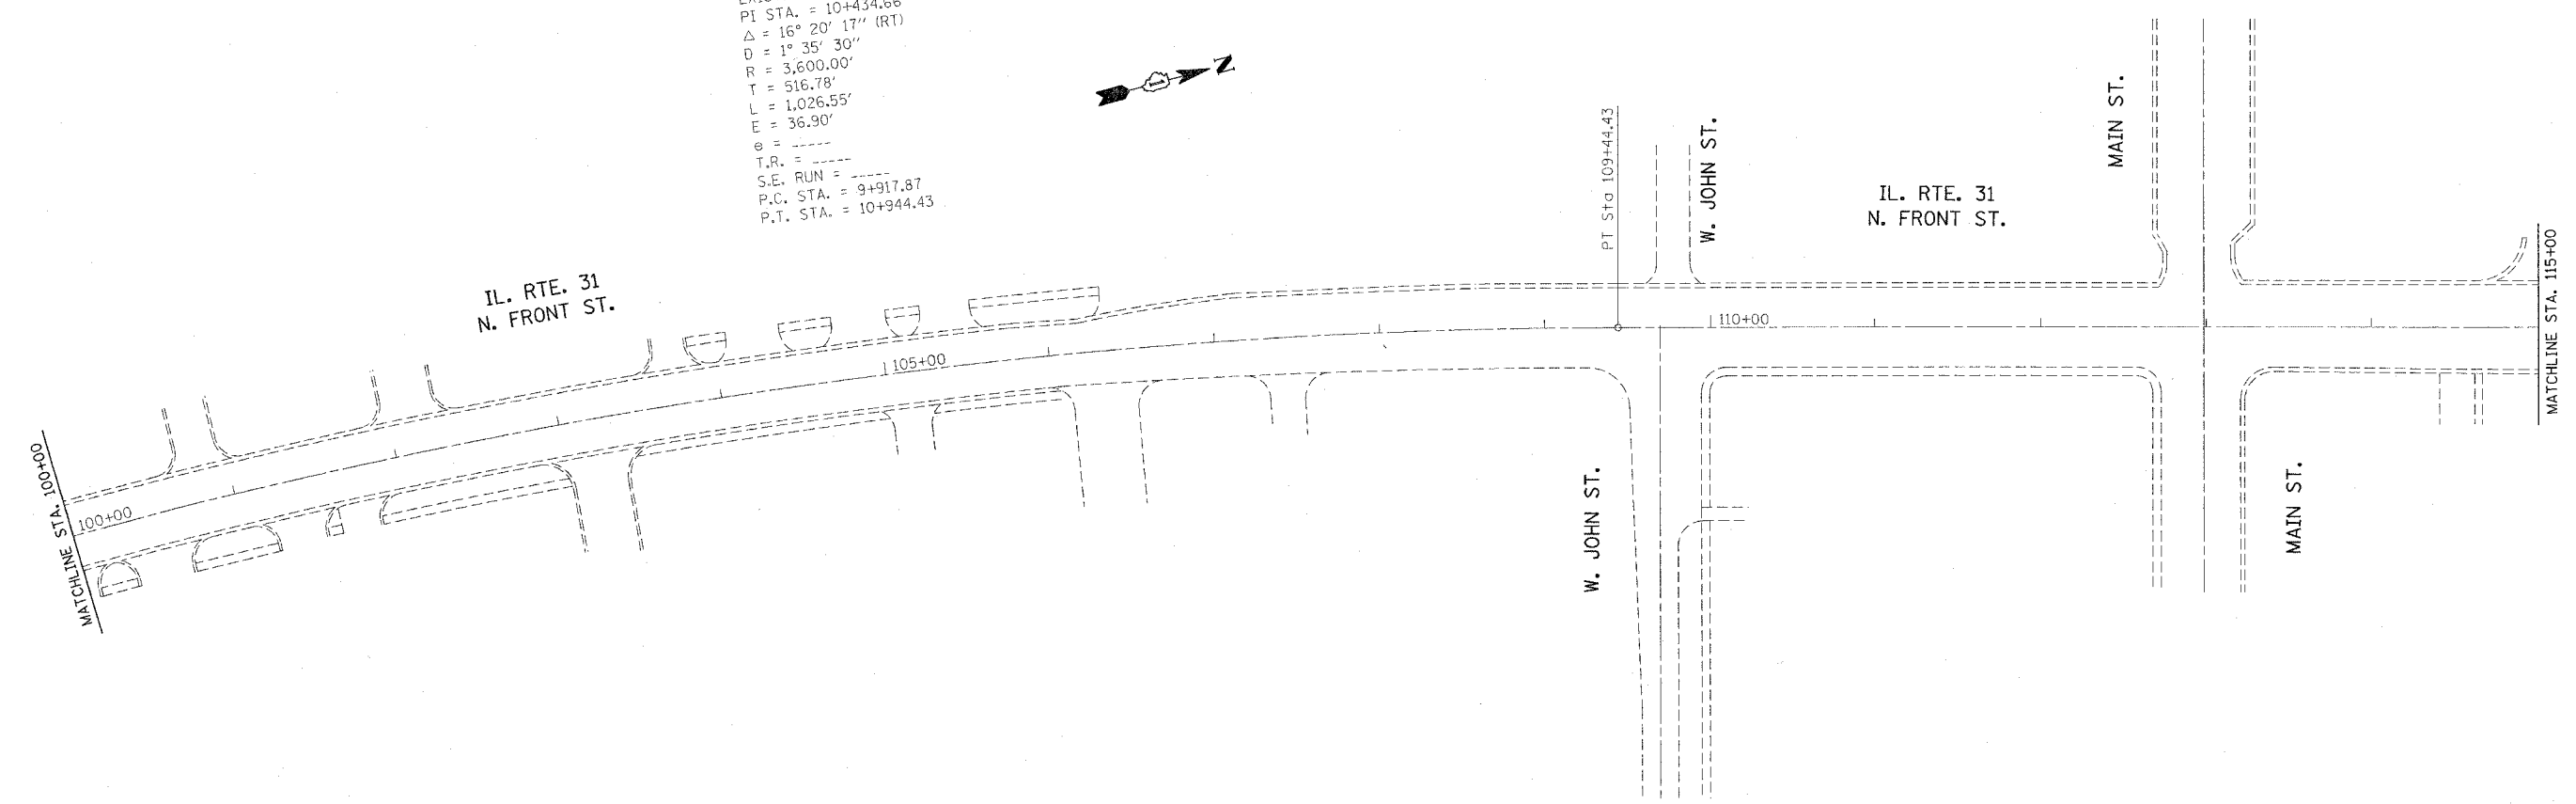 PI STA. = 10+434.66
Δ = 16° 20' 17" (RT)
D = 1° 35' 30"
R = 3,600.00'
T = 516.78'
L = 1,026.55'
E = 36.90'
e = -----
T.R. = -----
S.E. RUN = -----
P.C. STA. = 9+917.87
P.T. STA. = 10+944.43
N
IL. RTE. 31
N. FRONT ST.
PT Sta 109+44.43
W. JOHN ST.
IL. RTE. 31
N. FRONT ST.
MAIN ST.
MATCHLINE STA. 115+00
110+00
105+00
100+00
MATCHLINE STA. 100+00
W. JOHN ST.
MAIN ST.